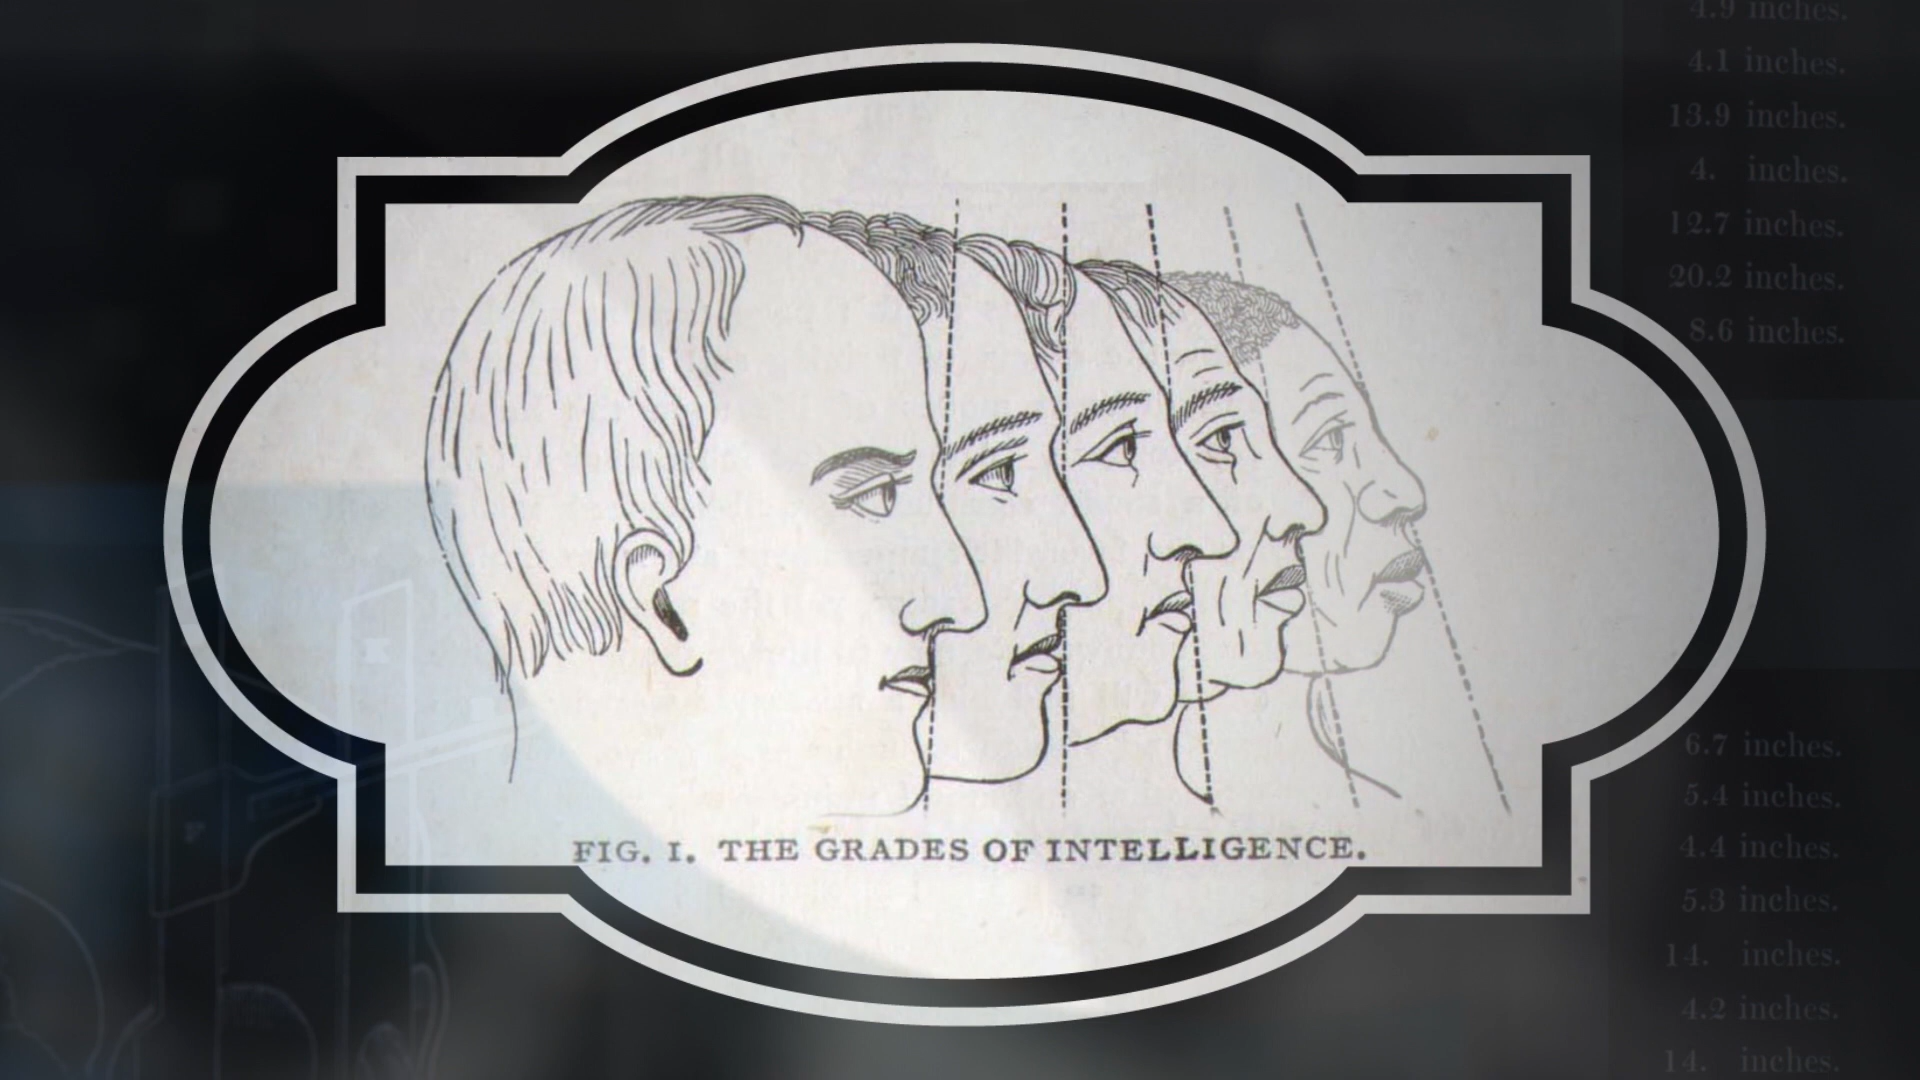 4.9 inches.
4.1 inches.
13.9 inches.
4. inches.
12.7 inches.
20.2 inches.
8.6 inches.
FIG. 1. THE GRADES OF INTELLIGENCE.
6.7 inches.
5.4 inches.
4.4 inches.
5.3 inches.
14. inches.
4.2 inches.
14. inches.